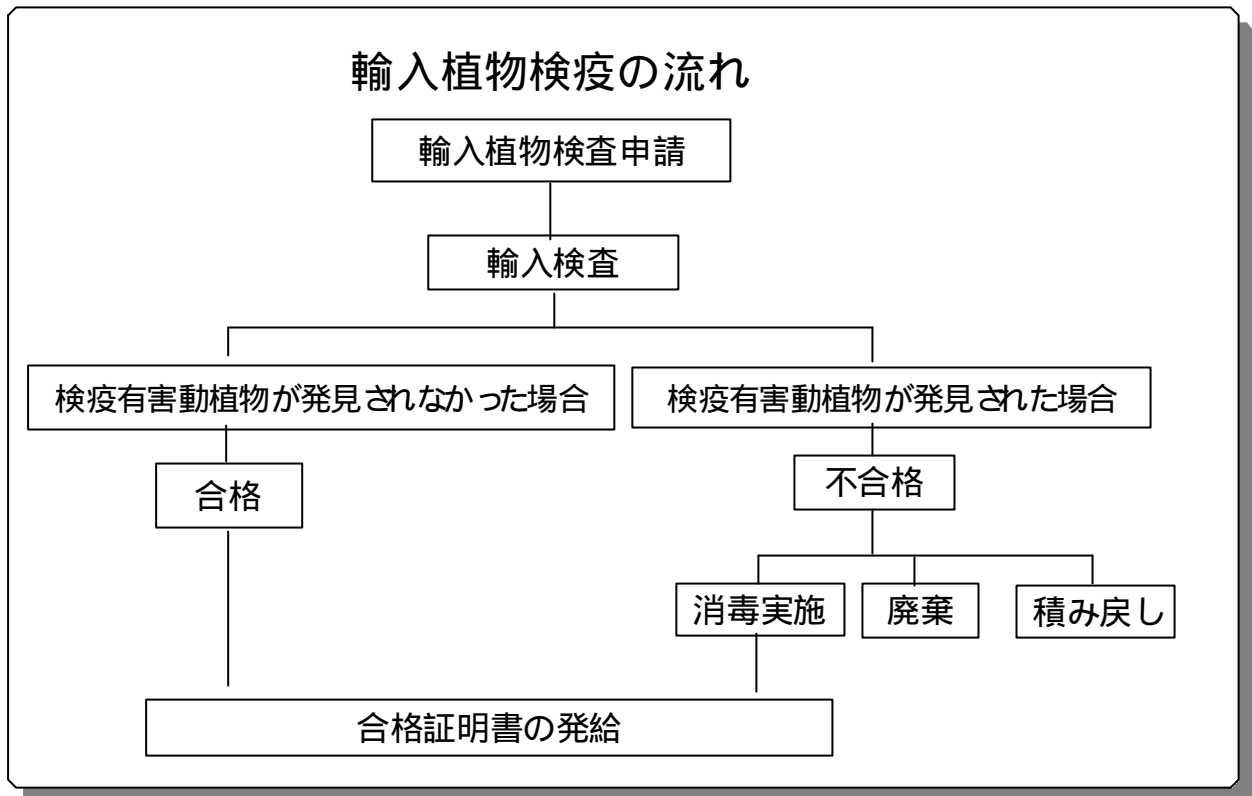 輸入植物検疫の流れ
輸入植物検査申請
輸入検査
検疫有害動植物が発見されなかった場合
検疫有害動植物が発見された場合
合格
不合格
消毒実施
廃棄
積み戻し
合格証明書の発給